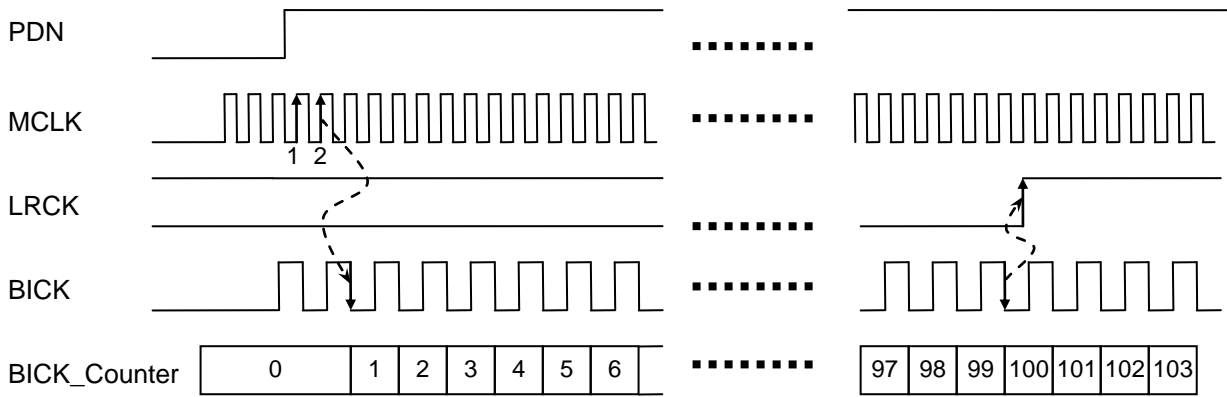 PDN
MCLK
1 2
LRCK
BICK
BICK_Counter 0 1 2 3 4 5 6 97 98 99 100 101 102 103